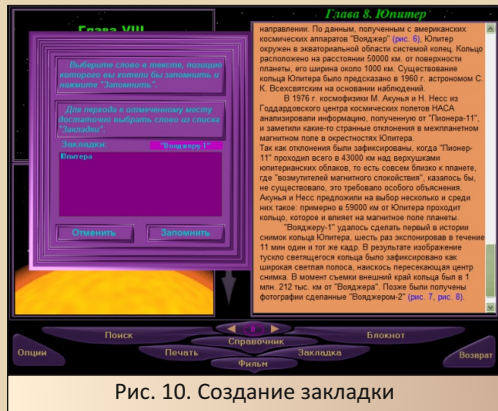 Глава VIII
Глава 8. Юпитер
Выберите слово в тексте, позицию
которого вы хотели бы запомнить и
нажмите "Запомнить".
Для перехода к отмеченному месту
достаточно выбрать слово из списка
"Закладки".
Закладки:
"Вояджеру-1"
Юпитера
Отменить
Запомнить
направлении. По данным, полученным с американских
космических аппаратов "Вояджер" (рис. 6), Юпитер
окружен в экваториальной области системой колец. Кольцо
расположено на расстоянии 50000 км. от поверхности
планеты, его ширина около 1000 км. Существование
кольца Юпитера было предсказано в 1960 г. астрономом С.
К. Всехсвятским на основании наблюдений.
В 1976 г. космофизики М. Акунья и Н. Несс из
Годдардовского центра космических полетов НАСА
анализировали информацию, полученную от "Пионера-11",
и заметили какие-то странные отклонения в межпланетном
магнитном поле в окрестностях Юпитера.
Так как отклонения были зафиксированы, когда "Пионер-
11" проходил всего в 43000 км над верхушками
юпитерианских облаков, то есть совсем близко к планете,
где "возмутителей магнитного спокойствия", казалось бы,
не существовало, это требовало особого объяснения.
Акунья и Несс предложили на выбор несколько и среди
них такое: примерно в 59000 км от Юпитера проходит
кольцо, которое и влияет на магнитное поле планеты.
"Вояджеру-1" удалось сделать первый в истории
снимок кольца Юпитера, шесть раз экспонировав в течение
11 мин один и тот же кадр. В результате изображение
тускло светящегося кольца было зафиксировано как
широкая светлая полоса, наискось пересекающая центр
снимка. В момент съемки внешний край кольца был в 1
млн. 212 тыс. км от "Вояджера". Позже были получены
фотографии сделанные "Вояджером-2" (рис. 7, рис. 8).
8
Поиск
Справочник
Блокнот
Опции
Печать
Закладка
Возврат
Фильм
Рис. 10. Создание закладки